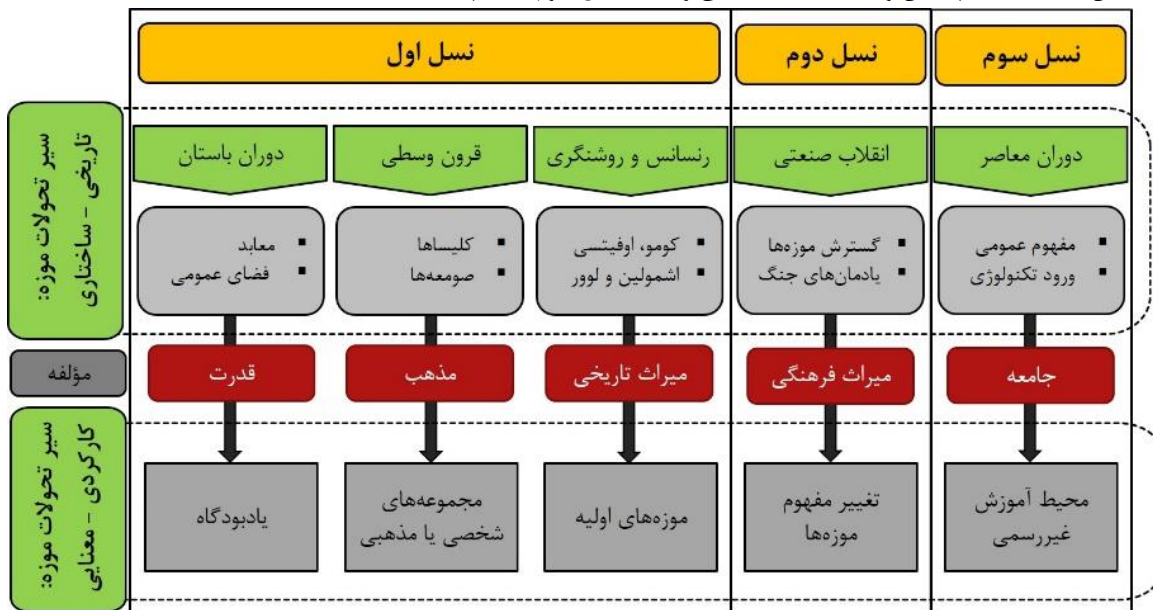 نسل اول
نسل دوم
نسل سوم
سیر تحولات موزه:
تاریخی - ساختاری
دوران باستان
قرون وسطی
رنسانس و روشنگری
انقلاب صنعتی
دوران معاصر
▪ معابد
▪ فضای عمومی
▪ کلیساها
▪ صومعه‌ها
▪ کومو، اوفیتسی
▪ اشمولین و لوور
▪ گسترش موزه‌ها
▪ یادمان‌های جنگ
▪ مفهوم عمومی
▪ ورود تکنولوژی
مؤلفه
قدرت
مذهب
میراث تاریخی
میراث فرهنگی
جامعه
سیر تحولات موزه:
کارکردی - معنایی
یادبودگاه
مجموعه‌های
شخصی یا مذهبی
موزه‌های اولیه
تغییر مفهوم
موزه‌ها
محیط آموزش
غیررسمی